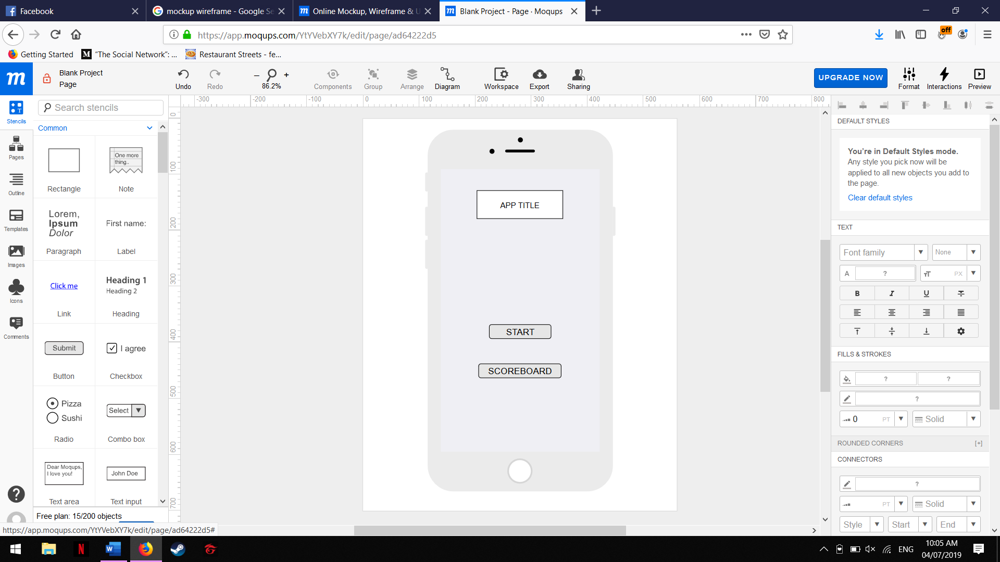 Facebook
mockup wireframe - Google Se
Online Mockup, Wireframe & U
Blank Project - Page · Moqups
https://app.moqups.com/YtYVebXY7k/edit/page/ad64222d5
off
Getting Started
"The Social Network": ...
Restaurant Streets - fe...
Blank Project
Page
Undo
Redo
86.2%
Components
Group
Arrange
Diagram
Workspace
Export
Sharing
UPGRADE NOW
Format
Interactions
Preview
Stencils
Pages
Outline
Templates
Images
Icons
Comments
Search stencils
Common
Rectangle
One more
thing..
Note
Lorem,
Ipsum
Dolor
Paragraph
First name:
Label
Click me
Link
Heading 1
Heading 2
Heading
Submit
Button
I agree
Checkbox
Pizza
Sushi
Radio
Select
Combo box
Dear Moqups,
I love you!
Text area
John Doe
Text input
Free plan: 15/200 objects
https://app.moqups.com/YtYVebXY7k/edit/page/ad64222d5#
-300 -200 -100 0 100 200 300 400 500 600 700 800
0
100
200
300
400
500
600
700
APP TITLE
START
SCOREBOARD
DEFAULT STYLES
You're in Default Styles mode.
Any style you pick now will be
applied to all new objects you add to
the page.
Clear default styles
TEXT
Font family
None
A ?
TT PX
B I U T
FILLS & STROKES
? ?
?
0 PT
Solid
ROUNDED CORNERS [+]
CONNECTORS
?
PT
Solid
Style
Start
End
ENG
10:05 AM
04/07/2019